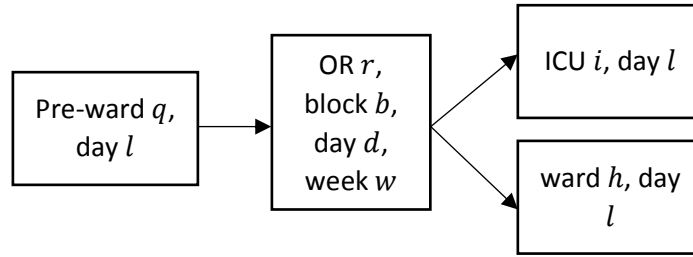 Pre-ward q,
day l
OR r,
block b,
day d,
week w
ICU i, day l
ward h, day
l